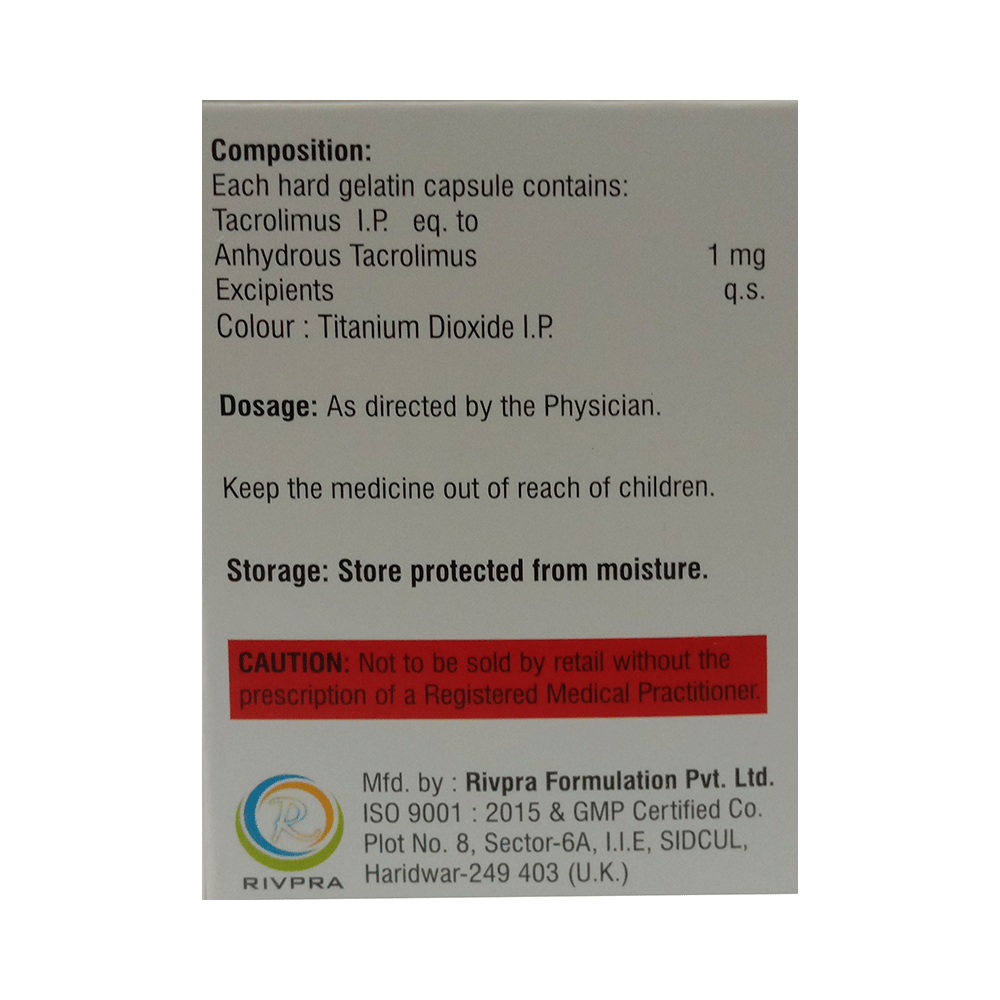 Composition:
Each hard gelatin capsule contains:
Tacrolimus I.P. eq. to
Anhydrous Tacrolimus 1 mg
Excipients q.s.
Colour : Titanium Dioxide I.P.
Dosage: As directed by the Physician.
Keep the medicine out of reach of children.
Storage: Store protected from moisture.
CAUTION: Not to be sold by retail without the
prescription of a Registered Medical Practitioner.
R
RIVPRA
Mfd. by : Rivpra Formulation Pvt. Ltd.
ISO 9001 : 2015 & GMP Certified Co.
Plot No. 8, Sector-6A, I.I.E, SIDCUL,
Haridwar-249 403 (U.K.)